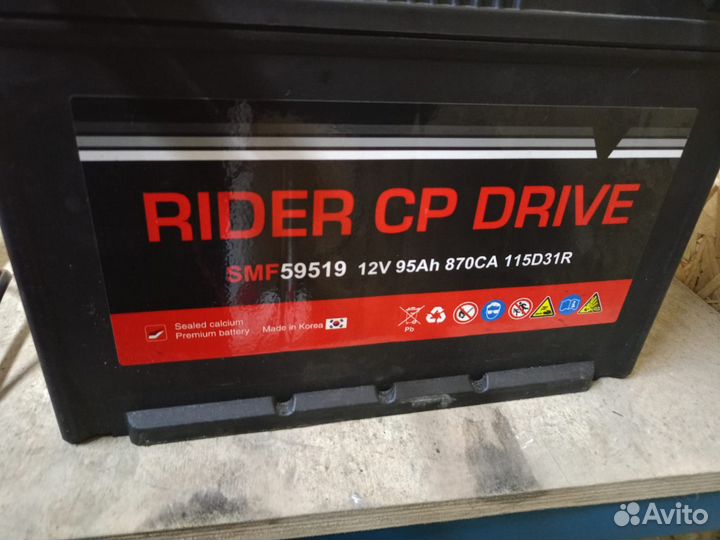 RIDER CP DRIVE
SMF59519 12V 95Ah 870CA 115D31R
Sealed calcium
Premium battery
Made in Korea
Pb
Avito